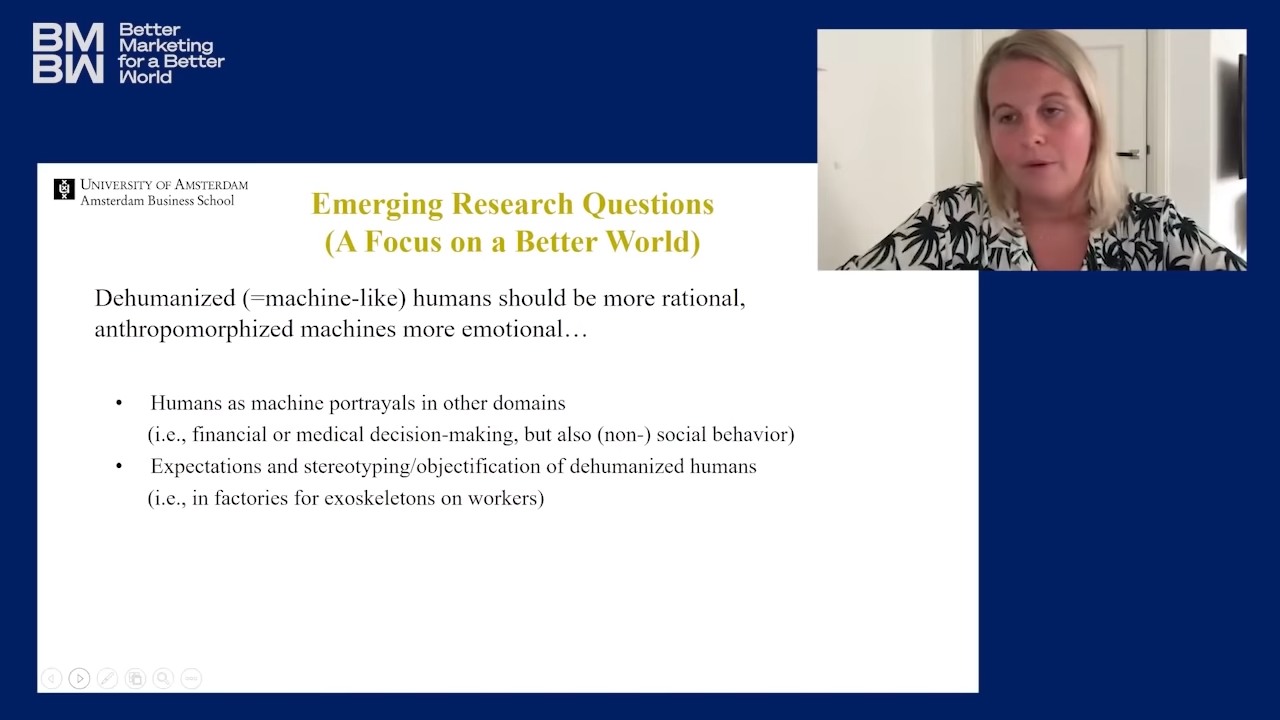 BM
BW
Better
Marketing
for a Better
World
UNIVERSITY OF AMSTERDAM
Amsterdam Business School
Emerging Research Questions
(A Focus on a Better World)
Dehumanized (=machine-like) humans should be more rational,
anthropomorphized machines more emotional…
• Humans as machine portrayals in other domains
(i.e., financial or medical decision-making, but also (non-) social behavior)
• Expectations and stereotyping/objectification of dehumanized humans
(i.e., in factories for exoskeletons on workers)